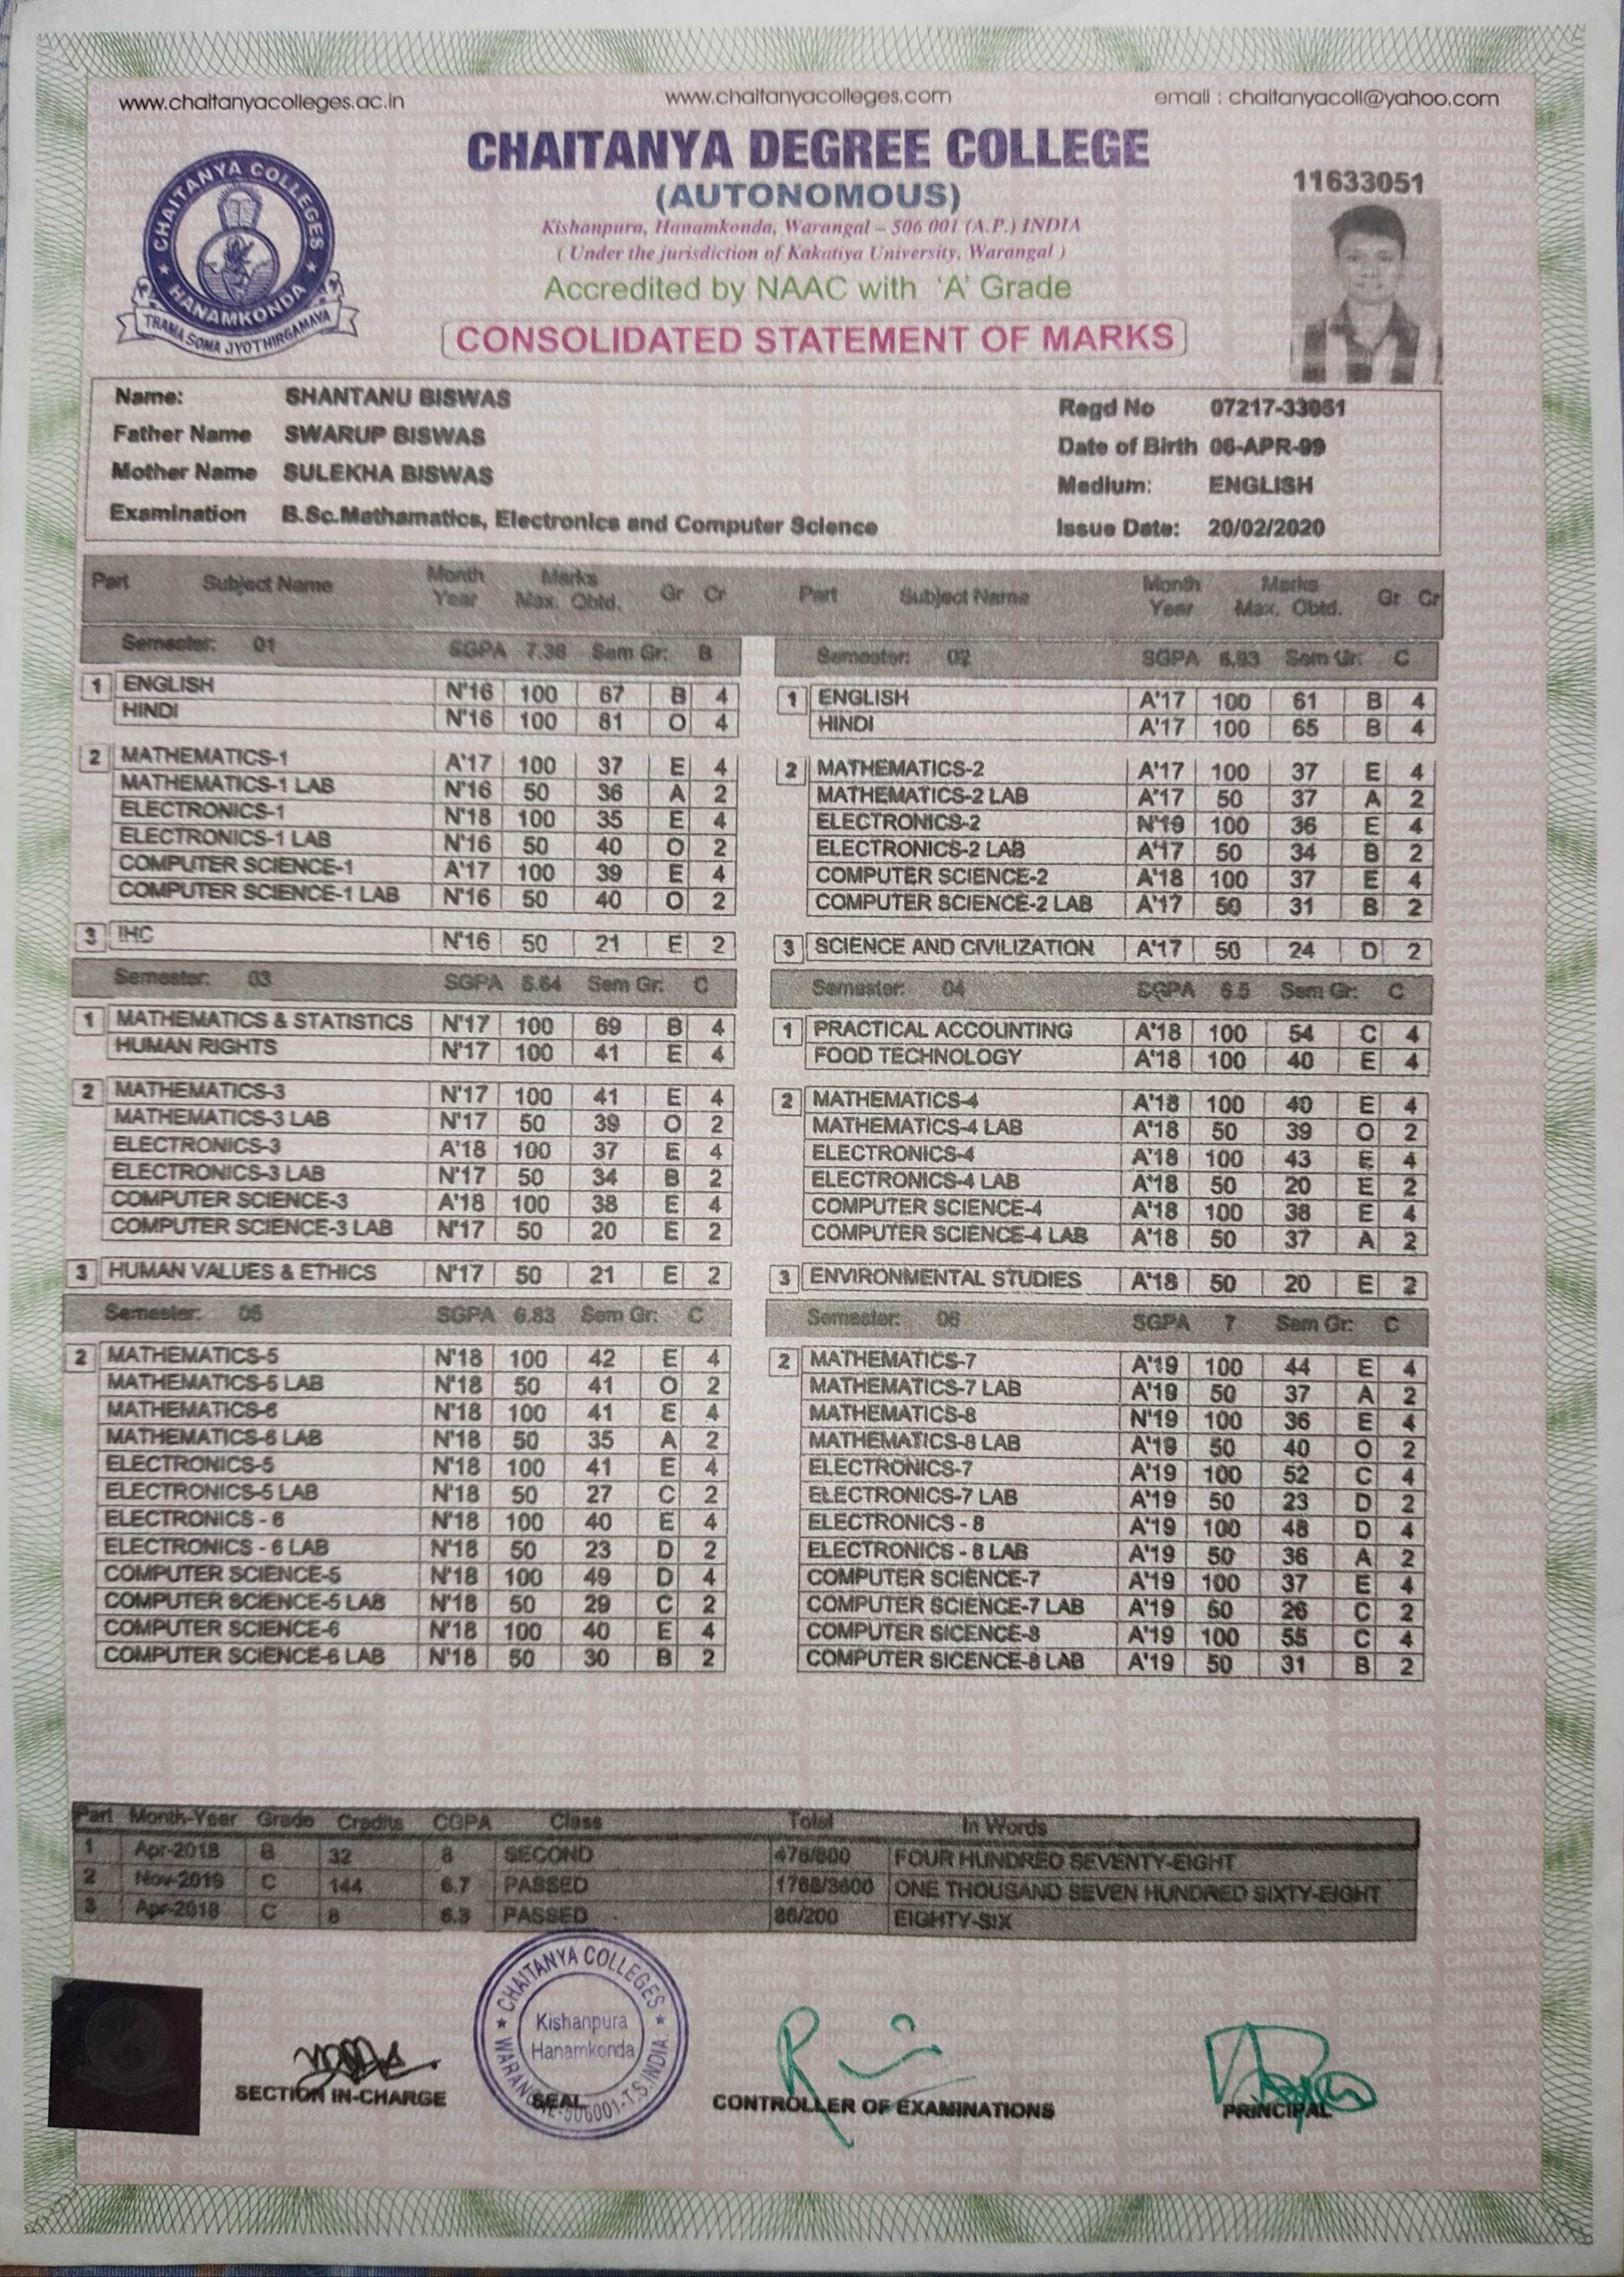 www.chaitanyacolleges.ac.in www.chaitanyacolleges.com email : chaitanyacoll@yahoo.com
CHAITANYA DEGREE COLLEGE
(AUTONOMOUS)
Kishanpura, Hanamkonda, Warangal – 506 001 (A.P.) INDIA
( Under the jurisdiction of Kakatiya University, Warangal )
Accredited by NAAC with 'A' Grade
CONSOLIDATED STATEMENT OF MARKS
CHAITANYA COLLEGES
HANAMKONDA
TRAMA SOMA JYOTHIRGAMAYA
11633051
Name: SHANTANU BISWAS
Father Name SWARUP BISWAS
Mother Name SULEKHA BISWAS
Examination B.Sc.Mathamatics, Electronics and Computer Science
Regd No 07217-33051
Date of Birth 06-APR-99
Medium: ENGLISH
Issue Date: 20/02/2020
Part Subject Name Month Year Marks Max. Obtd. Gr Cr
Part Subject Name Month Year Marks Max. Obtd. Gr Cr
Semester: 01 SGPA 7.36 Sem Gr: B
1 ENGLISH N'16 100 67 B 4
HINDI N'16 100 81 O 4
2 MATHEMATICS-1 A'17 100 37 E 4
MATHEMATICS-1 LAB N'16 50 36 A 2
ELECTRONICS-1 N'18 100 35 E 4
ELECTRONICS-1 LAB N'16 50 40 O 2
COMPUTER SCIENCE-1 A'17 100 39 E 4
COMPUTER SCIENCE-1 LAB N'16 50 40 O 2
3 IHC N'16 50 21 E 2
Semester: 02 SGPA 6.93 Sem Gr: C
1 ENGLISH A'17 100 61 B 4
HINDI A'17 100 65 B 4
2 MATHEMATICS-2 A'17 100 37 E 4
MATHEMATICS-2 LAB A'17 50 37 A 2
ELECTRONICS-2 N'19 100 36 E 4
ELECTRONICS-2 LAB A'17 50 34 B 2
COMPUTER SCIENCE-2 A'18 100 37 E 4
COMPUTER SCIENCE-2 LAB A'17 50 31 B 2
3 SCIENCE AND CIVILIZATION A'17 50 24 D 2
Semester: 03 SGPA 6.64 Sem Gr: C
1 MATHEMATICS & STATISTICS N'17 100 69 B 4
HUMAN RIGHTS N'17 100 41 E 4
2 MATHEMATICS-3 N'17 100 41 E 4
MATHEMATICS-3 LAB N'17 50 39 O 2
ELECTRONICS-3 A'18 100 37 E 4
ELECTRONICS-3 LAB N'17 50 34 B 2
COMPUTER SCIENCE-3 A'18 100 38 E 4
COMPUTER SCIENCE-3 LAB N'17 50 20 E 2
3 HUMAN VALUES & ETHICS N'17 50 21 E 2
Semester: 04 SGPA 6.5 Sem Gr: C
1 PRACTICAL ACCOUNTING A'18 100 54 C 4
FOOD TECHNOLOGY A'18 100 40 E 4
2 MATHEMATICS-4 A'18 100 40 E 4
MATHEMATICS-4 LAB A'18 50 39 O 2
ELECTRONICS-4 A'18 100 43 E 4
ELECTRONICS-4 LAB A'18 50 20 E 2
COMPUTER SCIENCE-4 A'18 100 38 E 4
COMPUTER SCIENCE-4 LAB A'18 50 37 A 2
3 ENVIRONMENTAL STUDIES A'18 50 20 E 2
Semester: 05 SGPA 6.83 Sem Gr: C
2 MATHEMATICS-5 N'18 100 42 E 4
MATHEMATICS-5 LAB N'18 50 41 O 2
MATHEMATICS-6 N'18 100 41 E 4
MATHEMATICS-6 LAB N'18 50 35 A 2
ELECTRONICS-5 N'18 100 41 E 4
ELECTRONICS-5 LAB N'18 50 27 C 2
ELECTRONICS - 6 N'18 100 40 E 4
ELECTRONICS - 6 LAB N'18 50 23 D 2
COMPUTER SCIENCE-5 N'18 100 49 D 4
COMPUTER SCIENCE-5 LAB N'18 50 29 C 2
COMPUTER SCIENCE-6 N'18 100 40 E 4
COMPUTER SCIENCE-6 LAB N'18 50 30 B 2
Semester: 06 SGPA 7 Sem Gr: C
2 MATHEMATICS-7 A'19 100 44 E 4
MATHEMATICS-7 LAB A'19 50 37 A 2
MATHEMATICS-8 N'19 100 36 E 4
MATHEMATICS-8 LAB A'19 50 40 O 2
ELECTRONICS-7 A'19 100 52 C 4
ELECTRONICS-7 LAB A'19 50 23 D 2
ELECTRONICS - 8 A'19 100 48 D 4
ELECTRONICS - 8 LAB A'19 50 36 A 2
COMPUTER SCIENCE-7 A'19 100 37 E 4
COMPUTER SCIENCE-7 LAB A'19 50 26 C 2
COMPUTER SICENCE-8 A'19 100 55 C 4
COMPUTER SICENCE-8 LAB A'19 50 31 B 2
Part Month-Year Grade Credits CGPA Class Total In Words
1 Apr-2018 B 32 8 SECOND 478/800 FOUR HUNDRED SEVENTY-EIGHT
2 Nov-2019 C 144 6.7 PASSED 1768/3600 ONE THOUSAND SEVEN HUNDRED SIXTY-EIGHT
3 Apr-2018 C 8 6.3 PASSED 86/200 EIGHTY-SIX
CHAITANYA COLLEGES
Kishanpura
Hanamkonda
SECTION IN-CHARGE SEAL CONTROLLER OF EXAMINATIONS PRINCIPAL